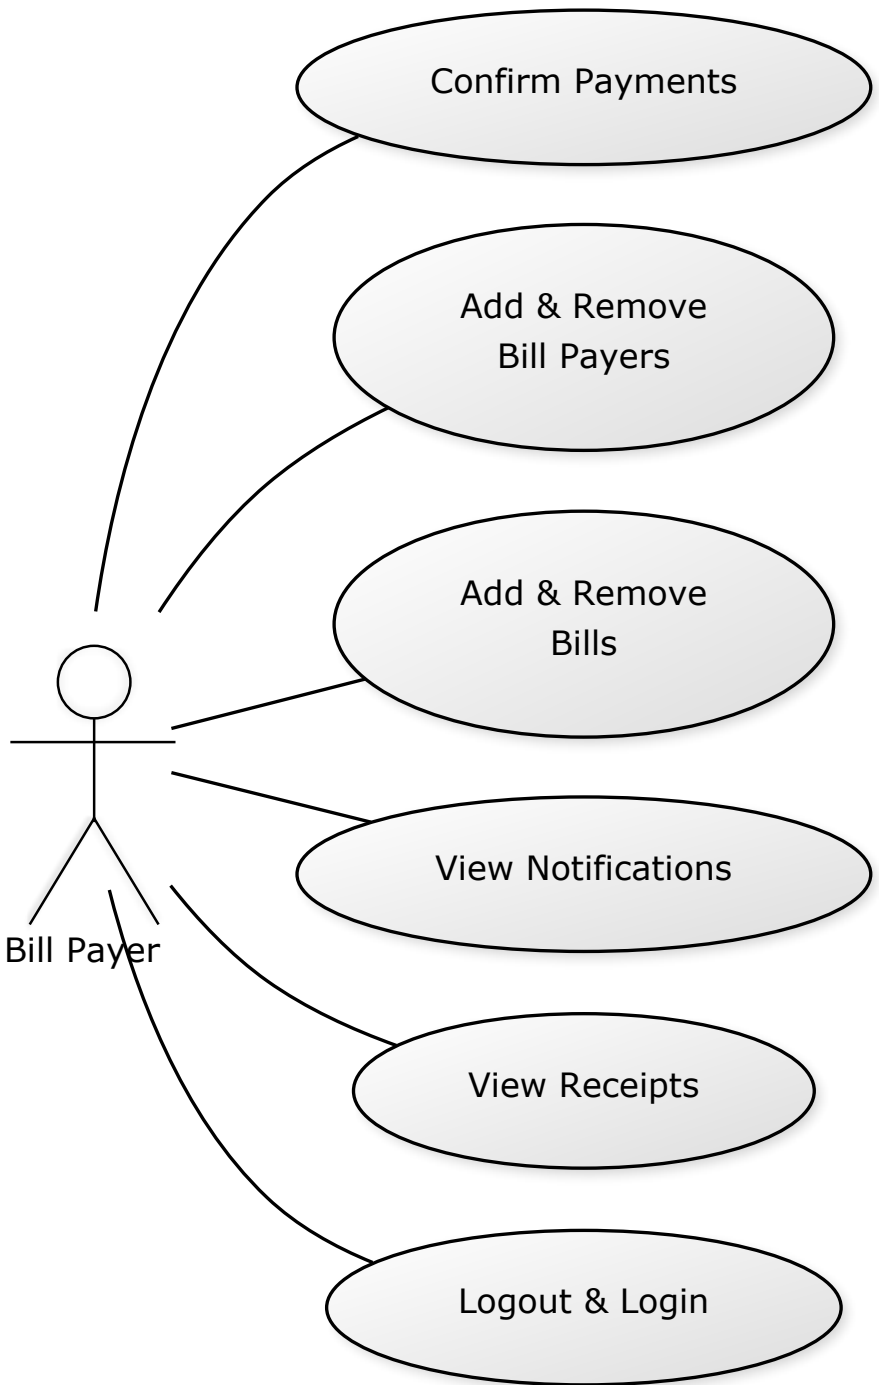 Confirm Payments
Add & Remove
Bill Payers
Add & Remove
Bills
View Notifications
Bill Payer
View Receipts
Logout & Login